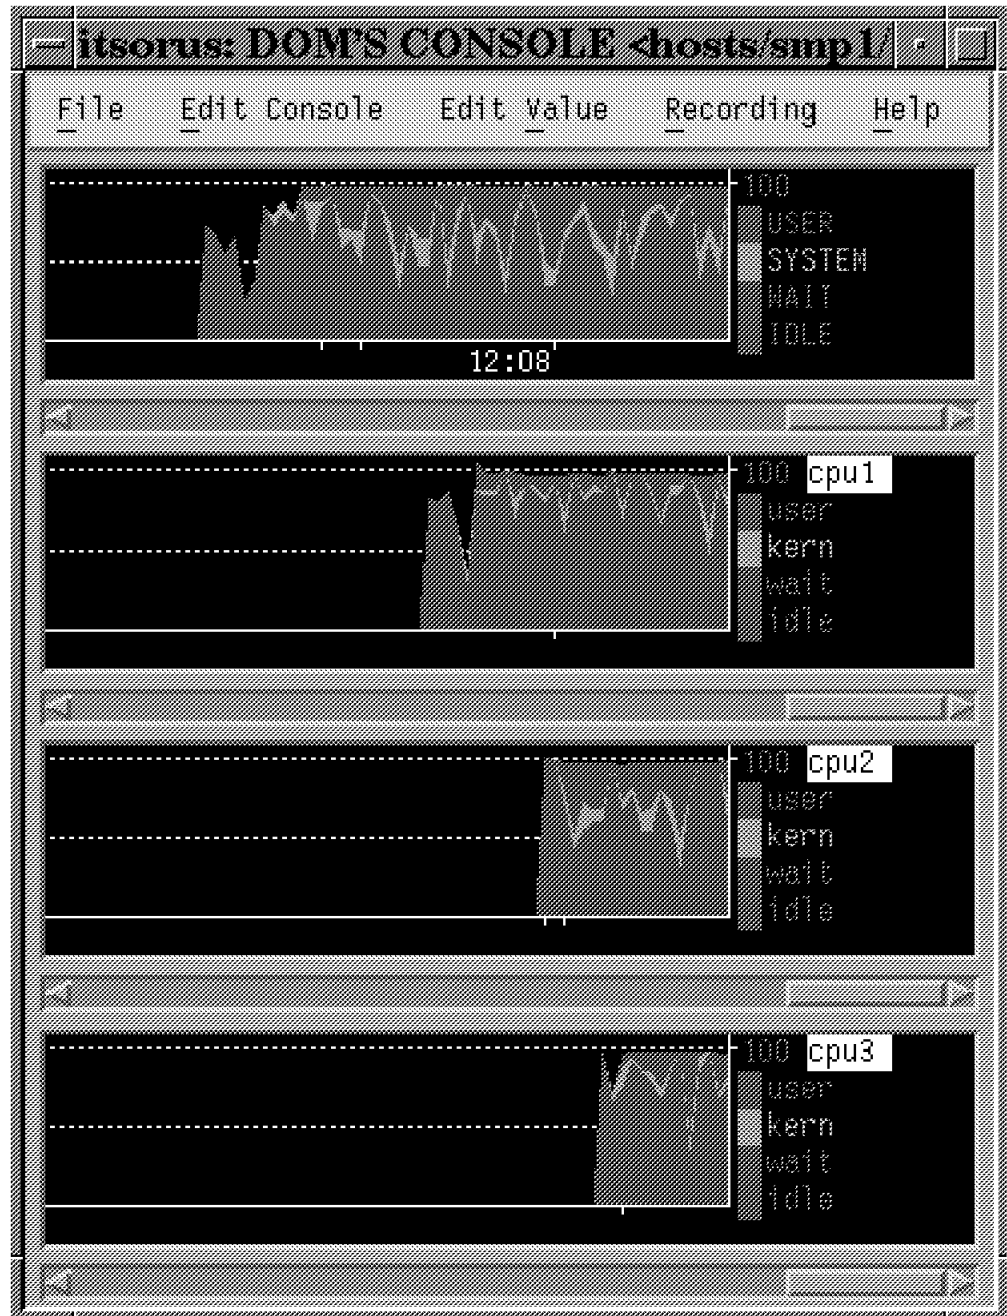 itsorus: DOM'S CONSOLE <hosts/smp1/
File Edit Console Edit Value Recording Help
100
USER
SYSTEM
WAIT
IDLE
12:08
100 cpu1
user
kern
wait
idle
100 cpu2
user
kern
wait
idle
100 cpu3
user
kern
wait
idle